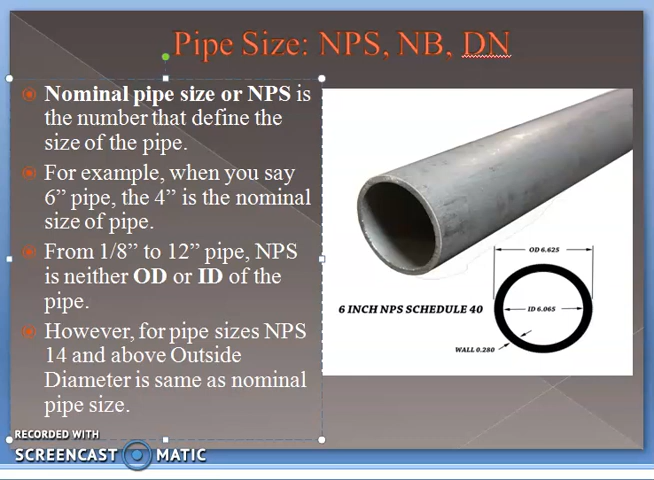 Pipe Size: NPS, NB, DN
Nominal pipe size or NPS is
the number that define the
size of the pipe.
For example, when you say
6” pipe, the 4” is the nominal
size of pipe.
From 1/8” to 12” pipe, NPS
is neither OD or ID of the
pipe.
However, for pipe sizes NPS
14 and above Outside
Diameter is same as nominal
pipe size.
OD 6.625
6 INCH NPS SCHEDULE 40
ID 6.065
WALL 0.280
RECORDED WITH
SCREENCAST MATIC